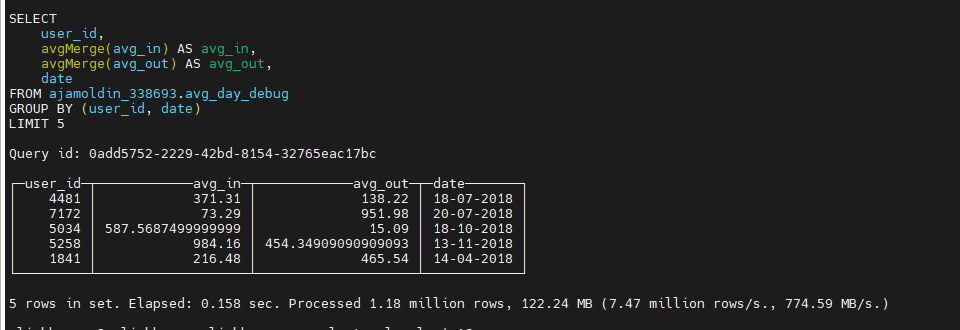 SELECT
user_id,
avgMerge(avg_in) AS avg_in,
avgMerge(avg_out) AS avg_out,
date
FROM ajamoldin_338693.avg_day_debug
GROUP BY (user_id, date)
LIMIT 5
Query id: 0add5752-2229-42bd-8154-32765eac17bc
user_id avg_in avg_out date
4481 371.31 138.22 18-07-2018
7172 73.29 951.98 20-07-2018
5034 587.5687499999999 15.09 18-10-2018
5258 984.16 454.34909090909093 13-11-2018
1841 216.48 465.54 14-04-2018
5 rows in set. Elapsed: 0.158 sec. Processed 1.18 million rows, 122.24 MB (7.47 million rows/s., 774.59 MB/s.)